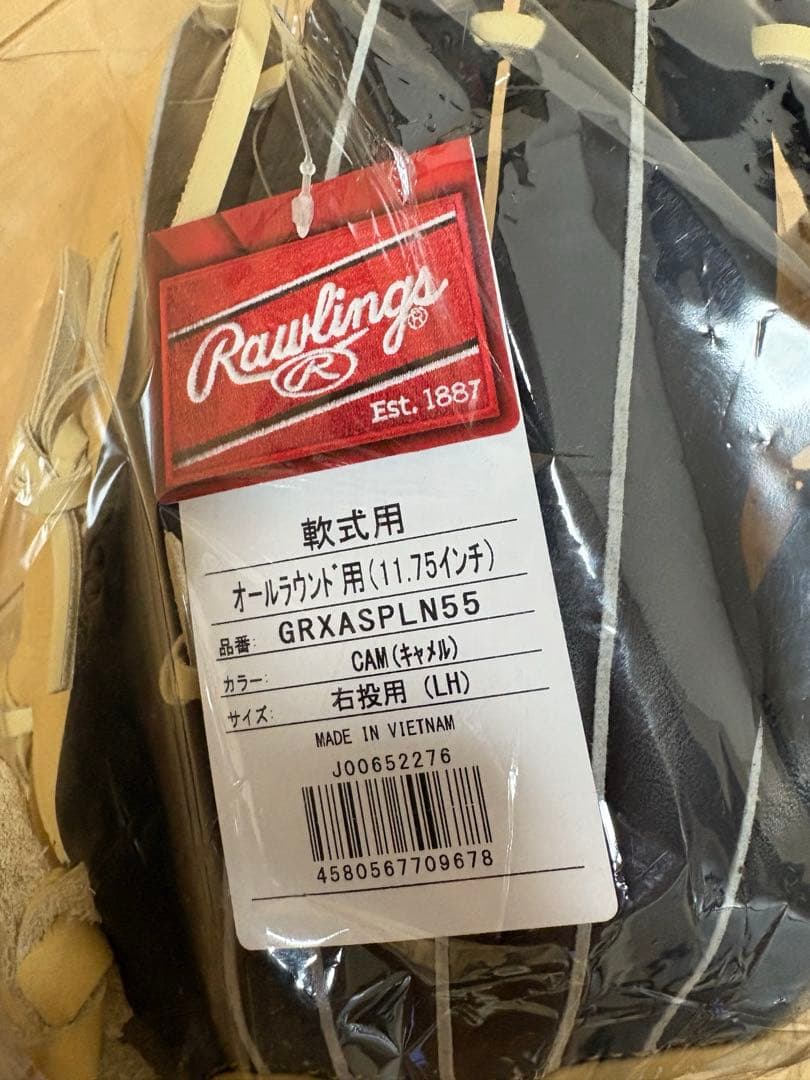 Rawlings®
R
Est. 1887
軟式用
オールラウンド用(11.75インチ)
品番: GRXASPLN55
カラー: CAM(キャメル)
サイズ: 右投用 (LH)
MADE IN VIETNAM
J00652276
4580567709678